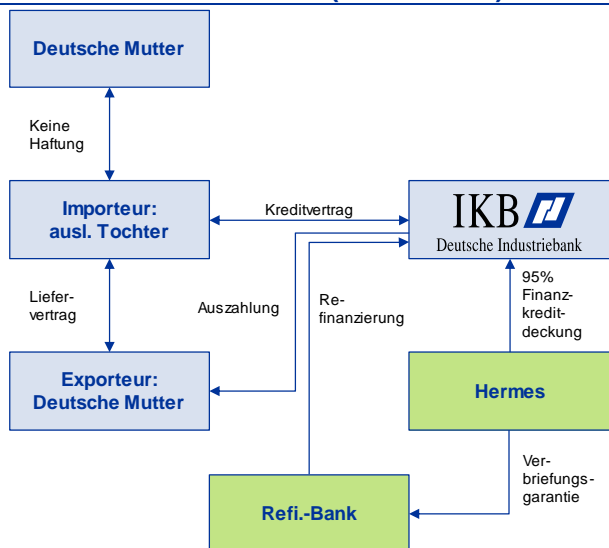 Deutsche Mutter
Keine
Haftung
Importeur:
ausl. Tochter
Kreditvertrag
IKB
Deutsche Industriebank
Liefer-
vertrag
Auszahlung
Re-
finanzierung
95%
Finanz-
kredit-
deckung
Exporteur:
Deutsche Mutter
Hermes
Ver-
briefungs-
garantie
Refi.-Bank